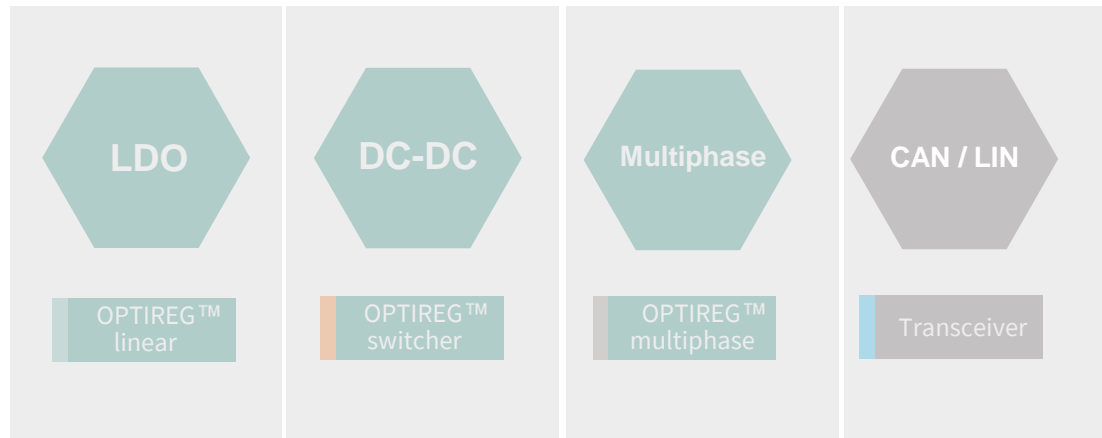 LDO
DC-DC
Multiphase
CAN / LIN
OPTIREG™
linear
OPTIREG™
switcher
OPTIREG™
multiphase
Transceiver